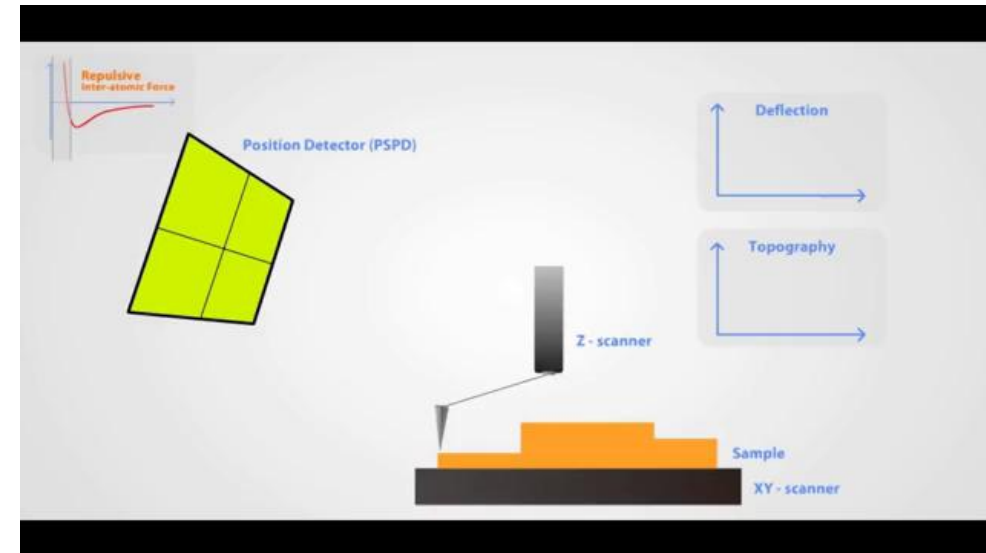 Repulsive
Inter-atomic Force
Position Detector (PSPD)
Deflection
Topography
Z - scanner
Sample
XY - scanner